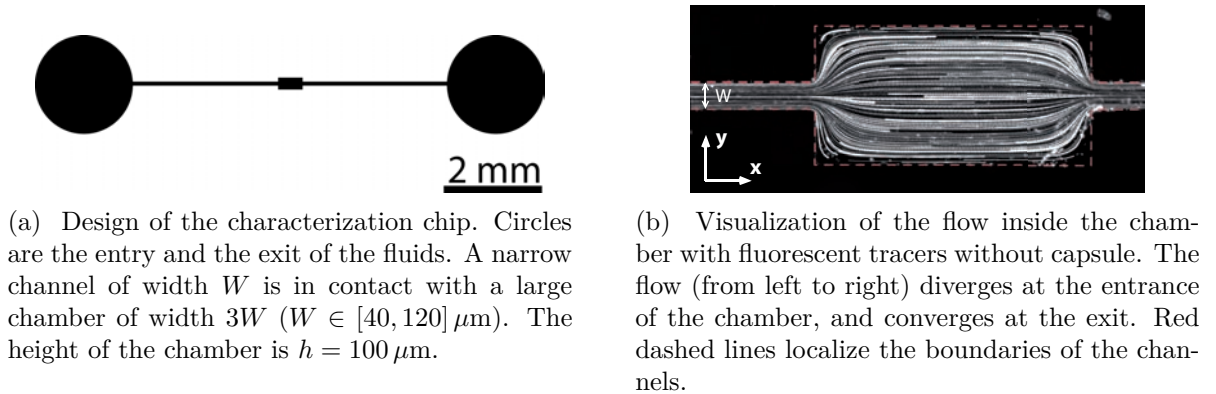 2 mm
(a) Design of the characterization chip. Circles
are the entry and the exit of the fluids. A narrow
channel of width W is in contact with a large
chamber of width 3W (W ∈ [40, 120] μm). The
height of the chamber is h = 100 μm.
W
y
x
(b) Visualization of the flow inside the cham-
ber with fluorescent tracers without capsule. The
flow (from left to right) diverges at the entrance
of the chamber, and converges at the exit. Red
dashed lines localize the boundaries of the chan-
nels.